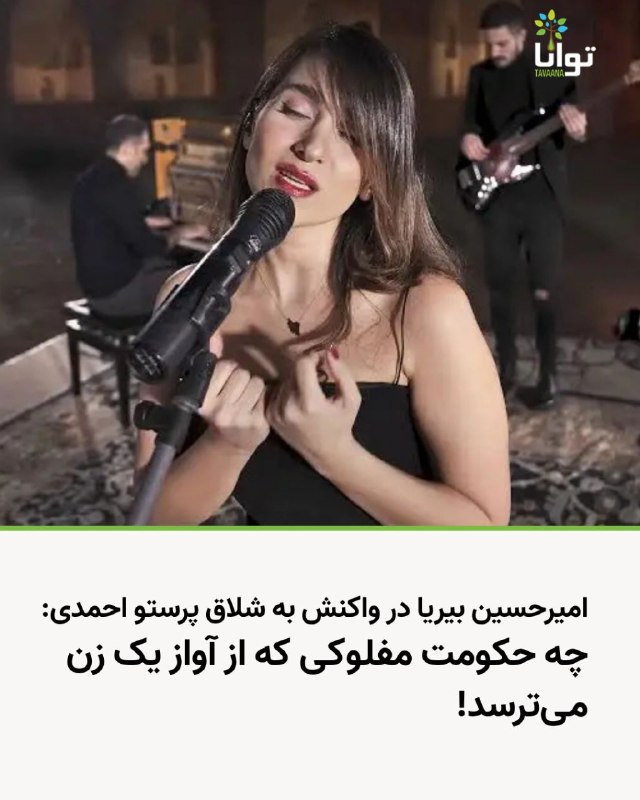 توانا
TAVAANA
امیرحسین بیریا در واکنش به شلاق پرستو احمدی:
چه حکومت مفلوکی که از آواز یک زن
می‌ترسد!